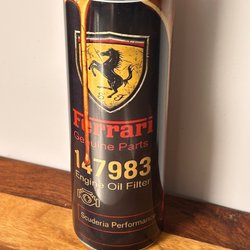 Ferrari
Genuine Parts
147983
Engine Oil Filter
Scuderia Performance